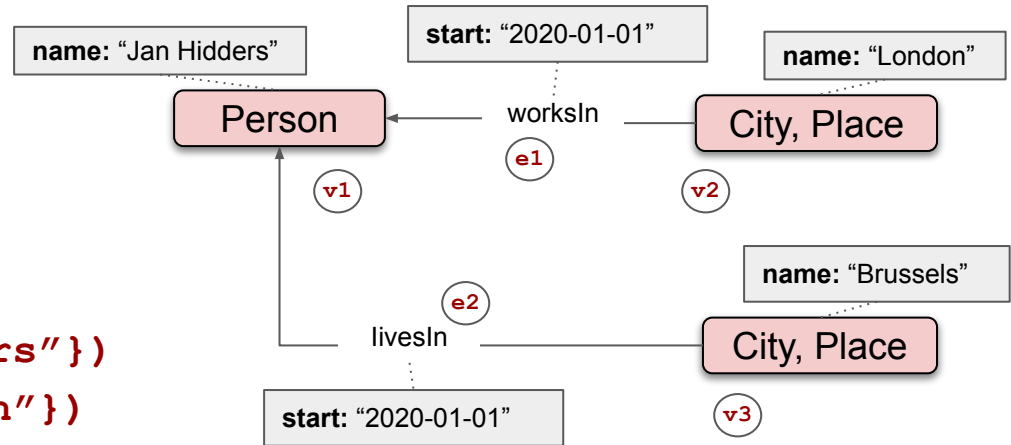 start: “2020-01-01”
name: “Jan Hidders”
name: “London”
Person
worksIn
City, Place
e1
v1
v2
name: “Brussels”
e2
livesIn
City, Place
rs"})
n"})
start: “2020-01-01”
v3